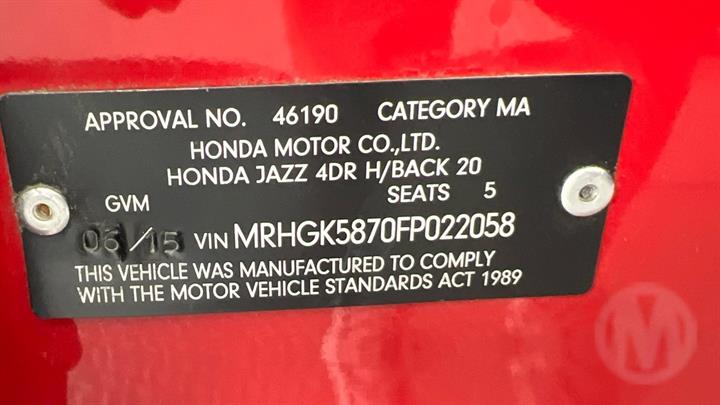 APPROVAL NO. 46190 CATEGORY MA
HONDA MOTOR CO.,LTD.
HONDA JAZZ 4DR H/BACK 20
GVM SEATS 5
06/15 VIN MRHGK5870FP022058
THIS VEHICLE WAS MANUFACTURED TO COMPLY
WITH THE MOTOR VEHICLE STANDARDS ACT 1989
M